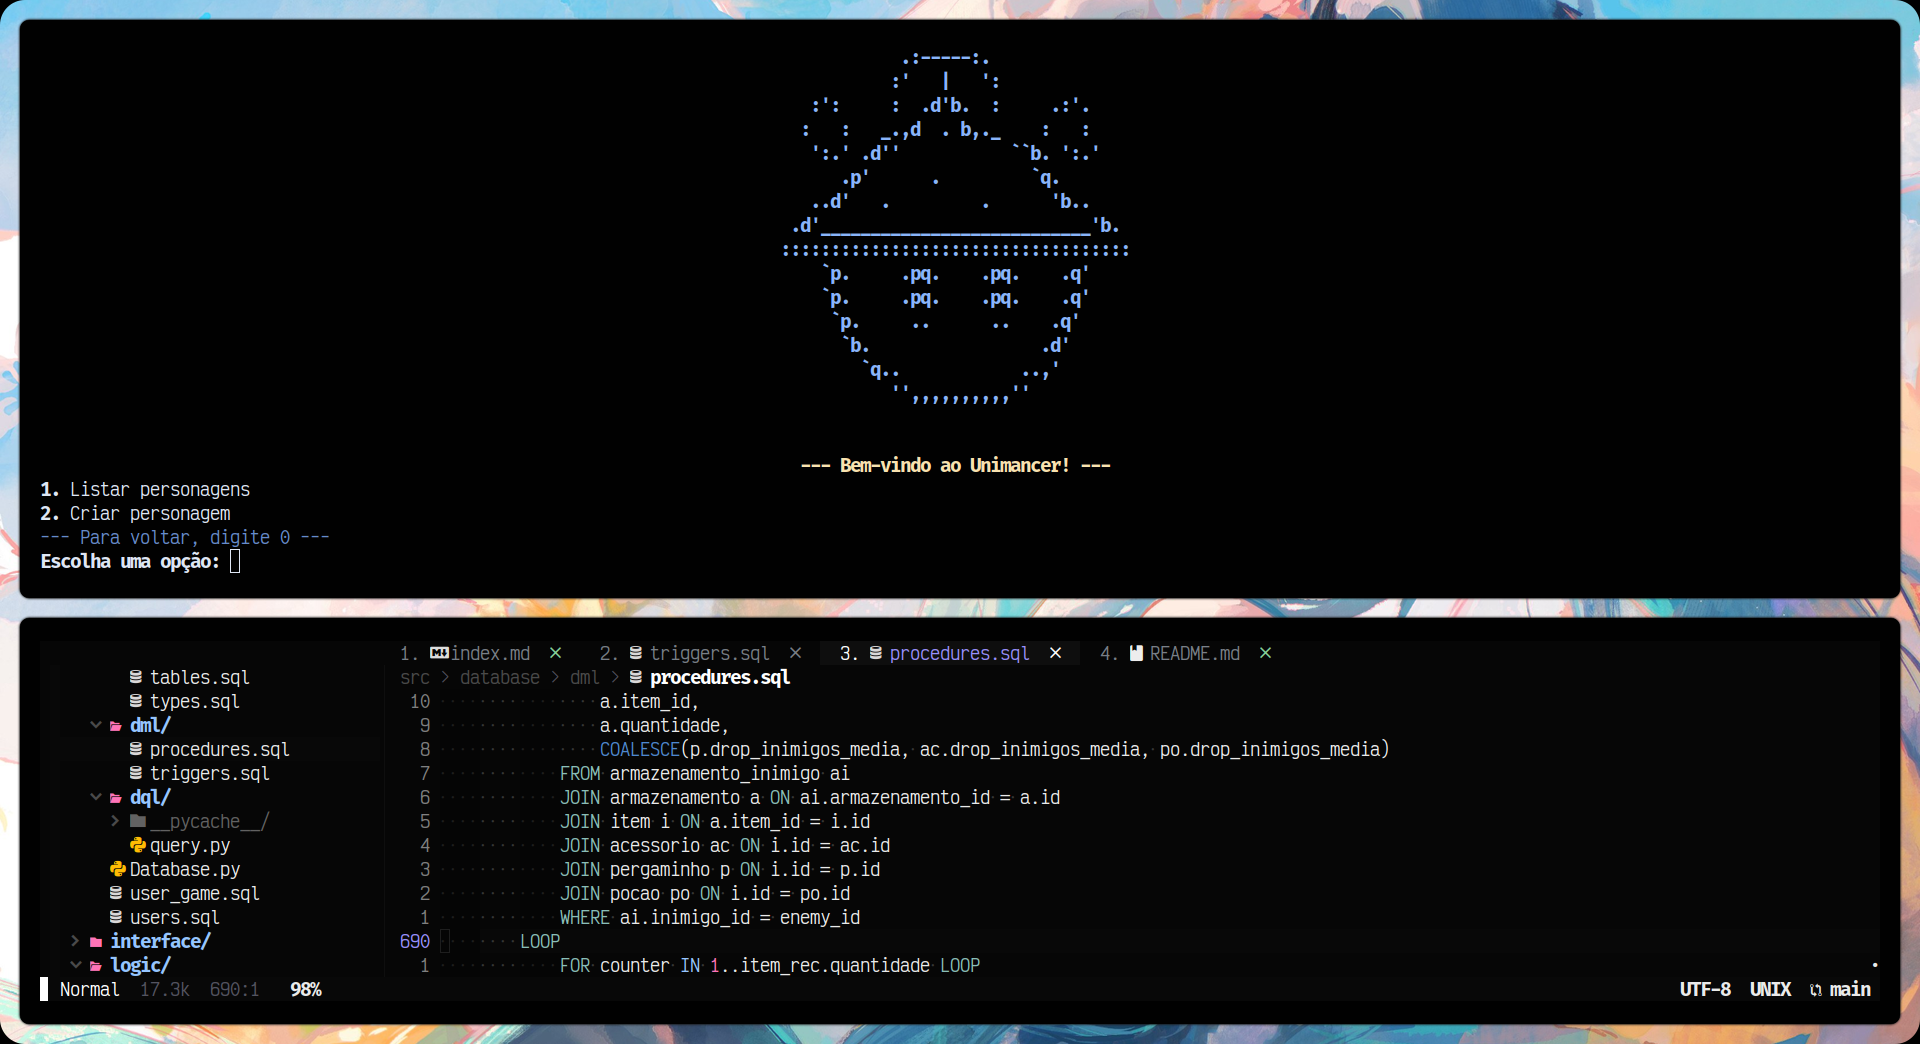 --- Bem-vindo ao Unimancer! ---
1. Listar personagens
2. Criar personagem
--- Para voltar, digite 0 ---
Escolha uma opção:
1. index.md 2. triggers.sql 3. procedures.sql 4. README.md
src > database > dml > procedures.sql
tables.sql
types.sql
dml/
procedures.sql
triggers.sql
dql/
__pycache__/
query.py
Database.py
user_game.sql
users.sql
interface/
logic/
10 a.item_id,
9 a.quantidade,
8 COALESCE(p.drop_inimigos_media, ac.drop_inimigos_media, po.drop_inimigos_media)
7 FROM armazenamento_inimigo ai
6 JOIN armazenamento a ON ai.armazenamento_id = a.id
5 JOIN item i ON a.item_id = i.id
4 JOIN acessorio ac ON i.id = ac.id
3 JOIN pergaminho p ON i.id = p.id
2 JOIN pocao po ON i.id = po.id
1 WHERE ai.inimigo_id = enemy_id
690 LOOP
1 FOR counter IN 1..item_rec.quantidade LOOP
Normal 17.3k 690:1 98% UTF-8 UNIX main